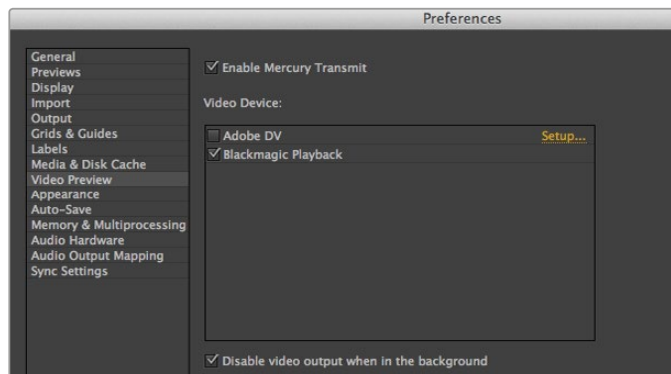 Preferences
General
Previews
Display
Import
Output
Grids & Guides
Labels
Media & Disk Cache
Video Preview
Appearance
Auto-Save
Memory & Multiprocessing
Audio Hardware
Audio Output Mapping
Sync Settings
Enable Mercury Transmit
Video Device:
Adobe DV Setup...
Blackmagic Playback
Disable video output when in the background